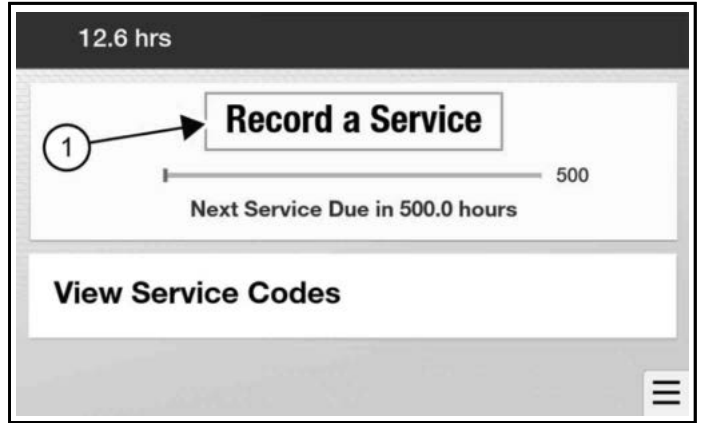 12.6 hrs
Record a Service
1
500
Next Service Due in 500.0 hours
View Service Codes